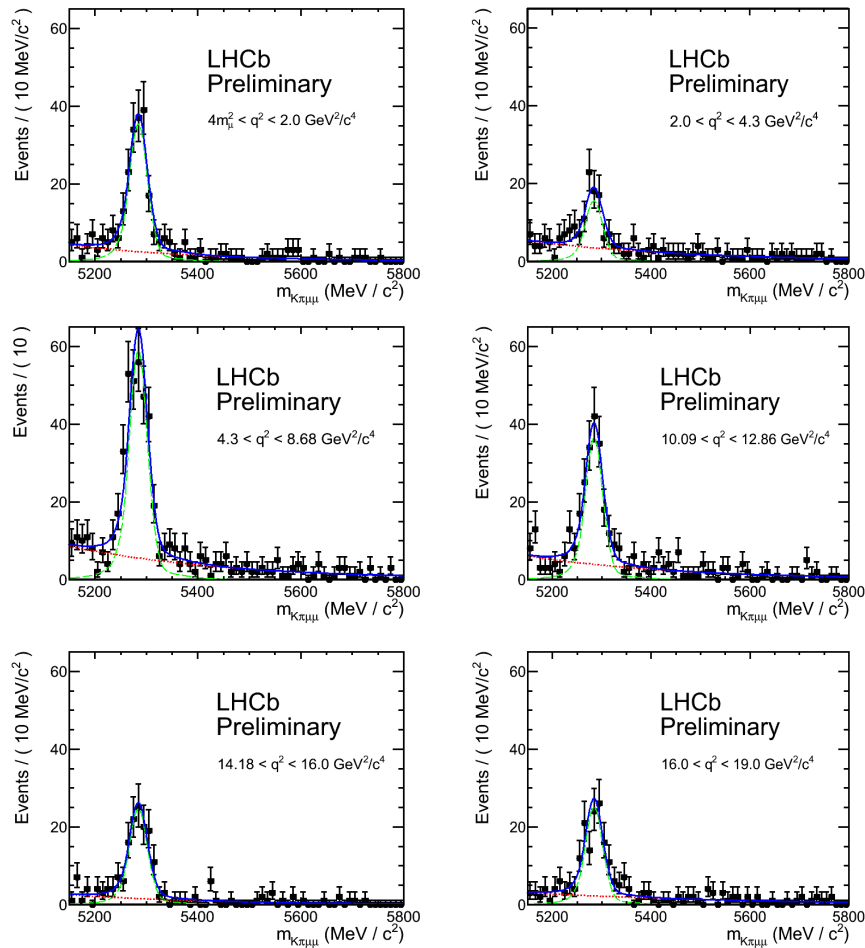 Events / ( 10 MeV/c²)
60
40
20
0
LHCb
Preliminary
4m²μ < q² < 2.0 GeV²/c⁴
5200 5400 5600 5800
mKπμμ (MeV / c²)
Events / ( 10 MeV/c²)
60
40
20
0
LHCb
Preliminary
2.0 < q² < 4.3 GeV²/c⁴
5200 5400 5600 5800
mKπμμ (MeV / c²)
Events / ( 10 )
60
40
20
0
LHCb
Preliminary
4.3 < q² < 8.68 GeV²/c⁴
5200 5400 5600 5800
mKπμμ (MeV / c²)
Events / ( 10 MeV/c²)
60
40
20
0
LHCb
Preliminary
10.09 < q² < 12.86 GeV²/c⁴
5200 5400 5600 5800
mKπμμ (MeV / c²)
Events / ( 10 MeV/c²)
60
40
20
0
LHCb
Preliminary
14.18 < q² < 16.0 GeV²/c⁴
5200 5400 5600 5800
mKπμμ (MeV / c²)
Events / ( 10 MeV/c²)
60
40
20
0
LHCb
Preliminary
16.0 < q² < 19.0 GeV²/c⁴
5200 5400 5600 5800
mKπμμ (MeV / c²)